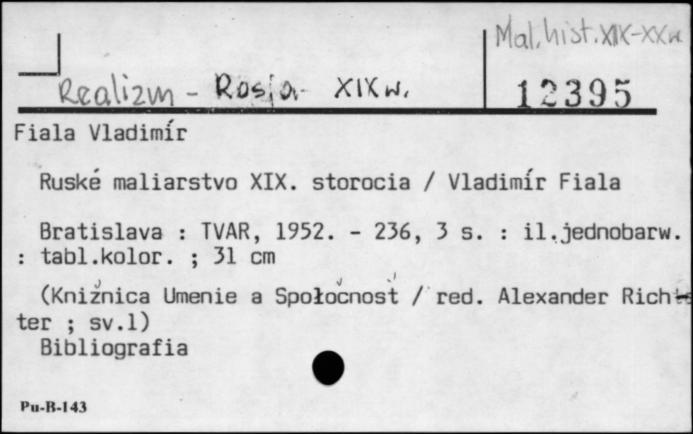 Mal. hist. XIX-XX w.
Realizm - Rosja XIX w.
12395
Fiala Vladimír
Ruské maliarstvo XIX. storocia / Vladimír Fiala
Bratislava : TVAR, 1952. - 236, 3 s. : il.jednobarw.
: tabl.kolor. ; 31 cm
(Knižnica Umenie a Społočnosť / red. Alexander Rich-
ter ; sv.1)
Bibliografia
Pu-B-143